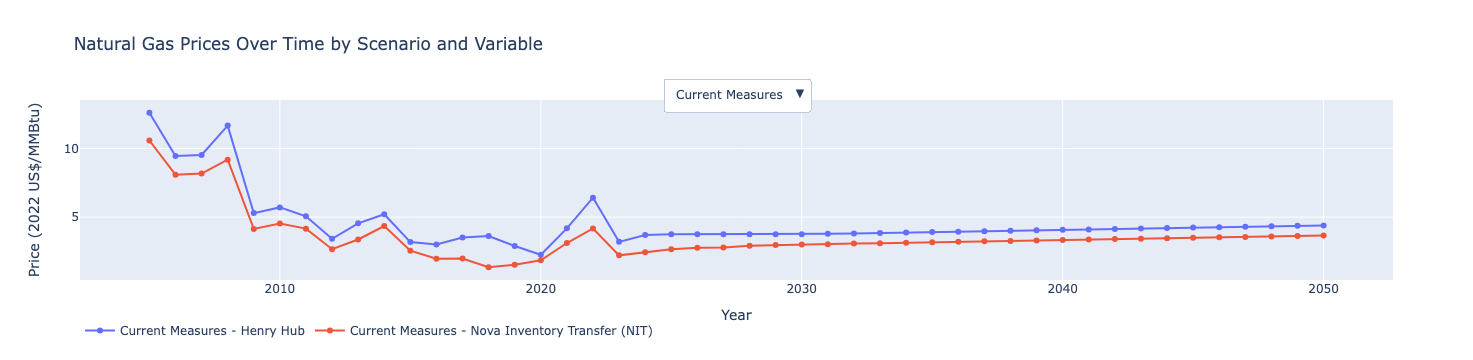 Natural Gas Prices Over Time by Scenario and Variable
Current Measures ▼
Price (2022 US$/MMBtu)
10
5
2010 2020 2030 2040 2050
Year
Current Measures - Henry Hub Current Measures - Nova Inventory Transfer (NIT)